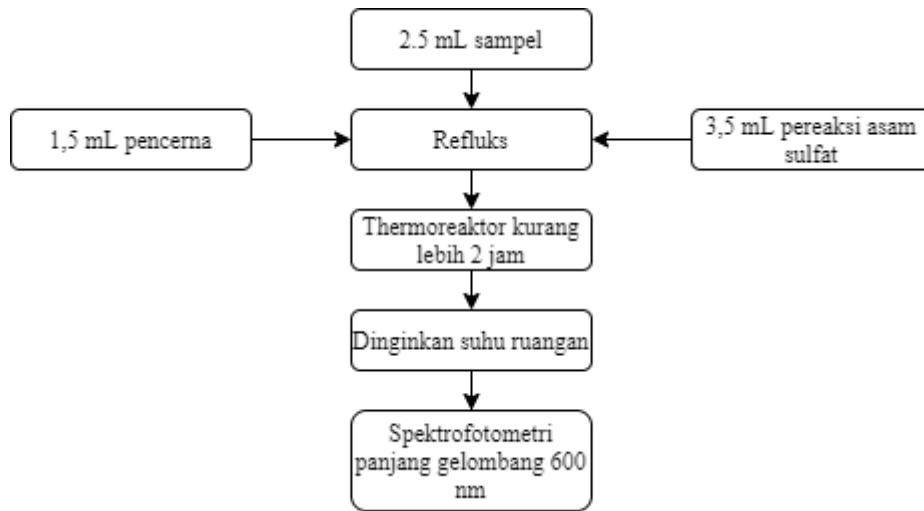 2.5 mL sampel
1,5 mL pencerna
Refluks
3,5 mL pereaksi asam
sulfat
Thermoreaktor kurang
lebih 2 jam
Dinginkan suhu ruangan
Spektrofotometri
panjang gelombang 600
nm